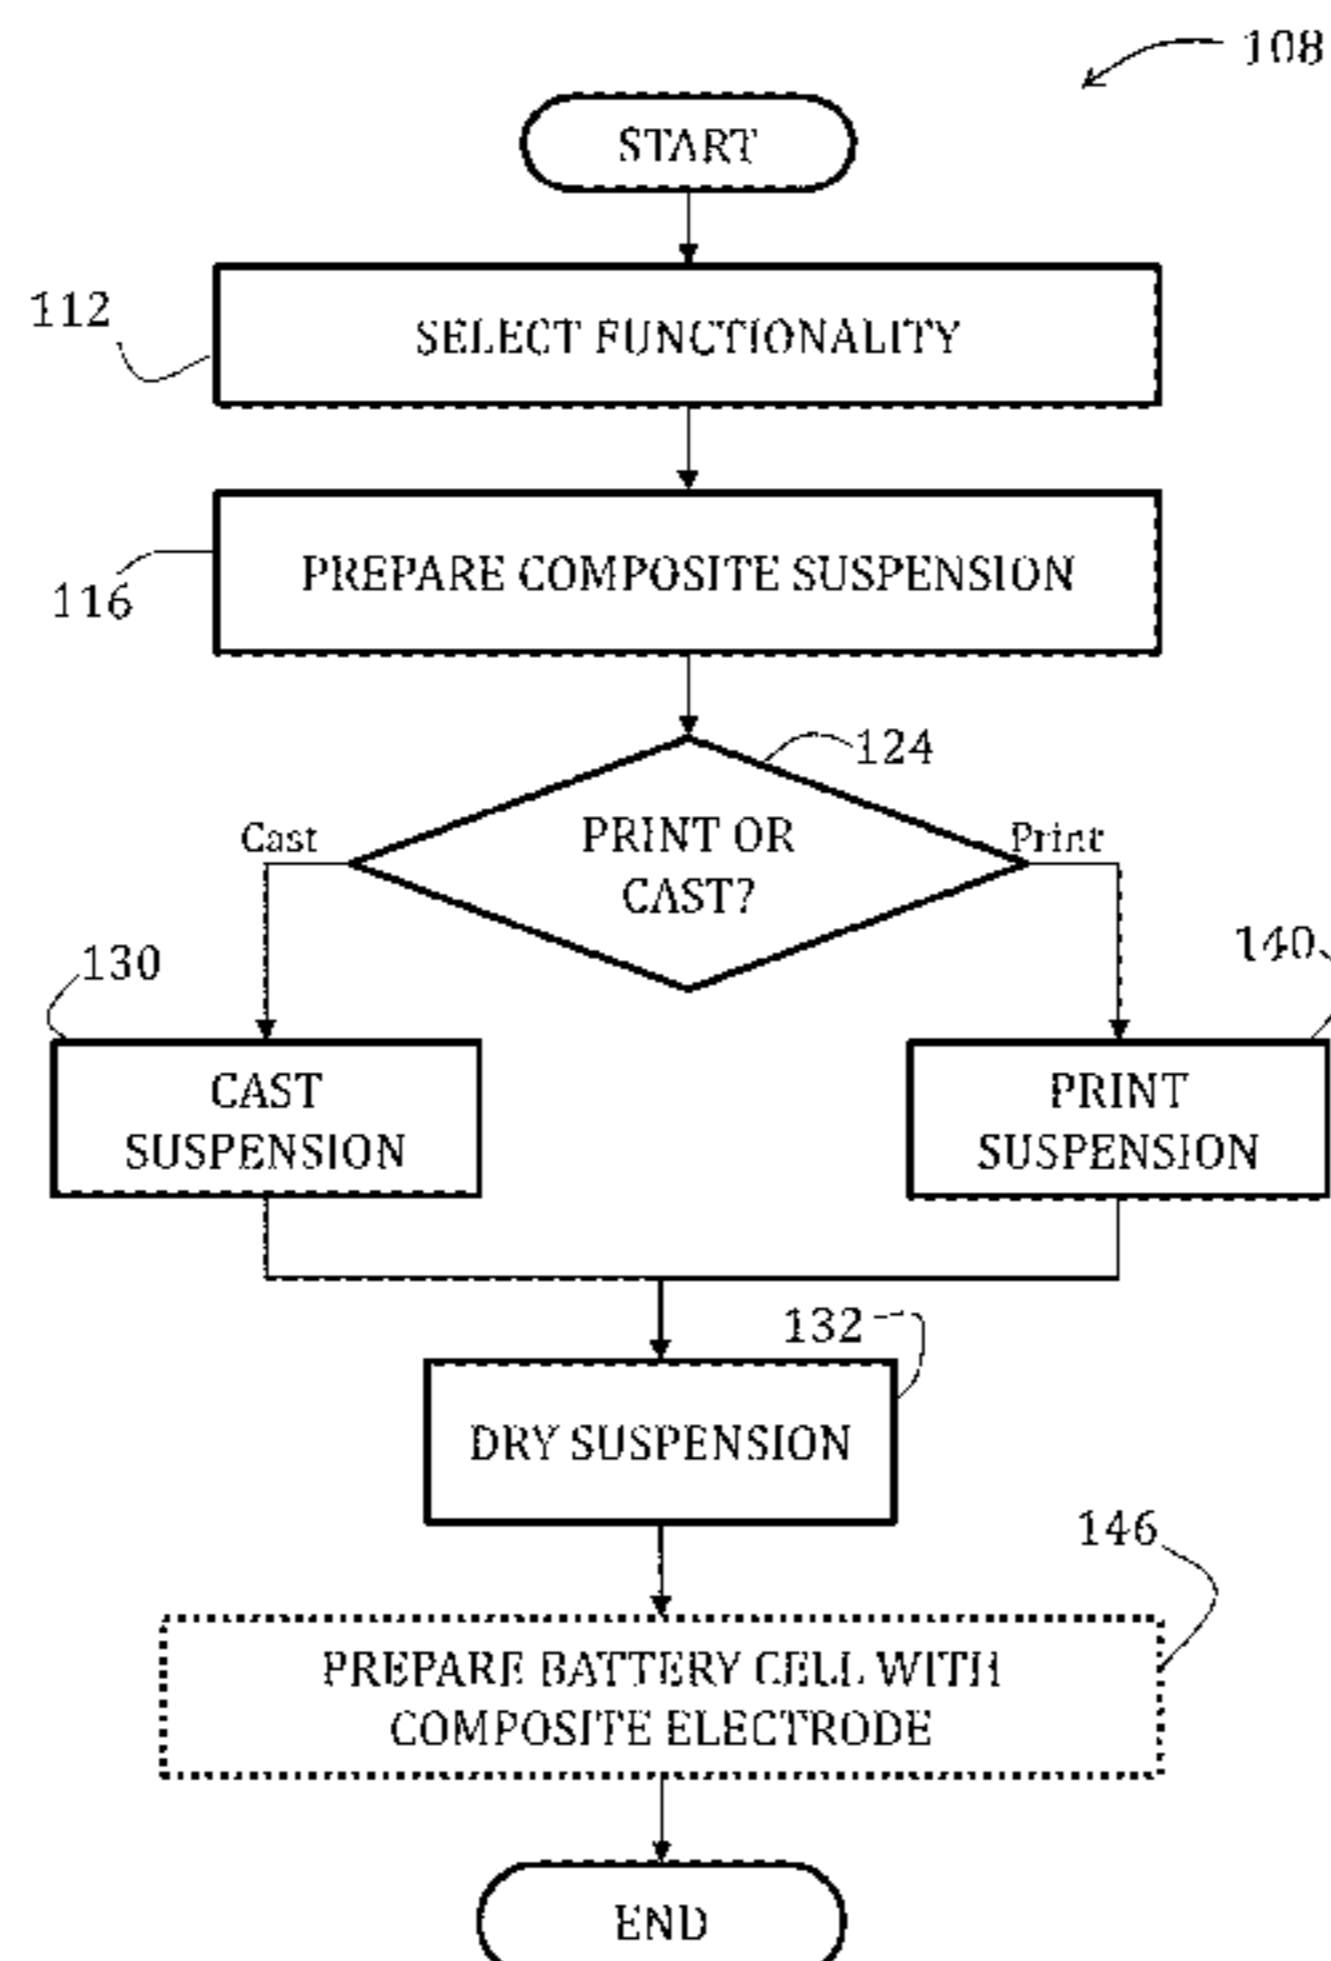 108
START
112
SELECT FUNCTIONALITY
PREPARE COMPOSITE SUSPENSION
116
124
Cast
PRINT OR
CAST?
Print
130
140
CAST
SUSPENSION
PRINT
SUSPENSION
132
DRY SUSPENSION
146
PREPARE BATTERY CELL WITH
COMPOSITE ELECTRODE
END